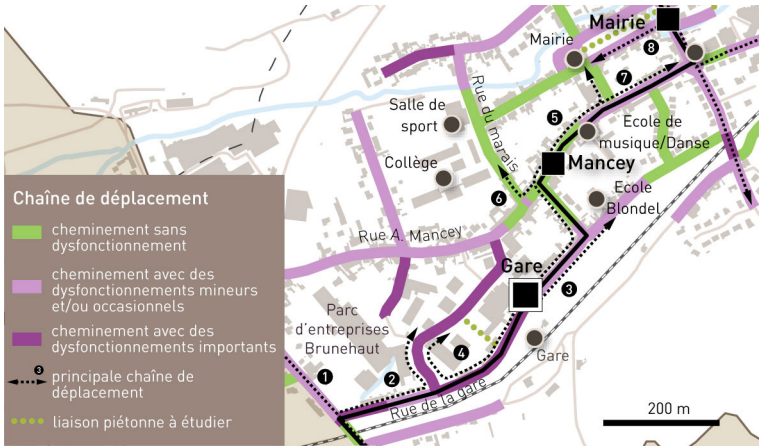 Mairie
Mairie
8
7
Salle de
sport
Rue du marais
5
Ecole de
musique/Danse
Collège
Mancey
6
Ecole
Blondel
Rue A. Mancey
Gare
3
Parc
d'entreprises
Brunehaut
4
Gare
1
2
Rue de la gare
200 m
Chaîne de déplacement
cheminement sans
dysfonctionnement
cheminement avec des
dysfonctionnements mineurs
et/ou occasionnels
cheminement avec des
dysfonctionnements importants
3
principale chaîne de
déplacement
liaison piétonne à étudier